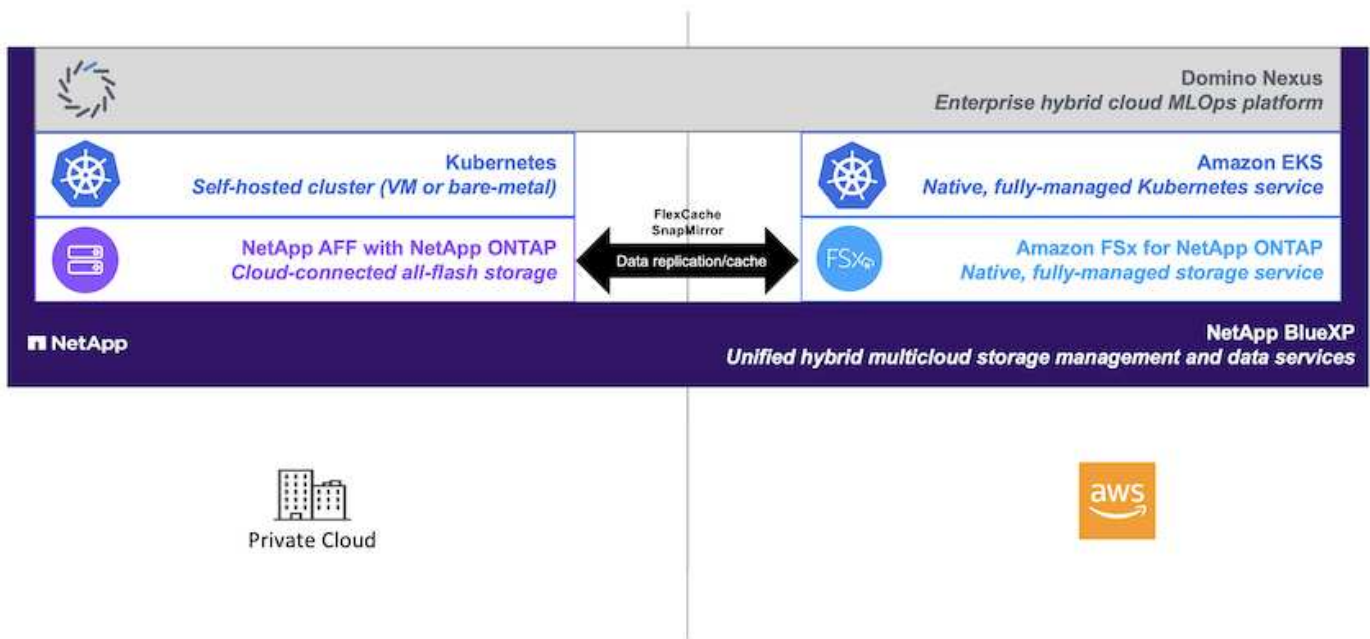 Domino Nexus
Enterprise hybrid cloud MLOps platform
Kubernetes
Self-hosted cluster (VM or bare-metal)
Amazon EKS
Native, fully-managed Kubernetes service
FlexCache
SnapMirror
Data replication/cache
NetApp AFF with NetApp ONTAP
Cloud-connected all-flash storage
FSx
Amazon FSx for NetApp ONTAP
Native, fully-managed storage service
NetApp
NetApp BlueXP
Unified hybrid multicloud storage management and data services
Private Cloud
aws